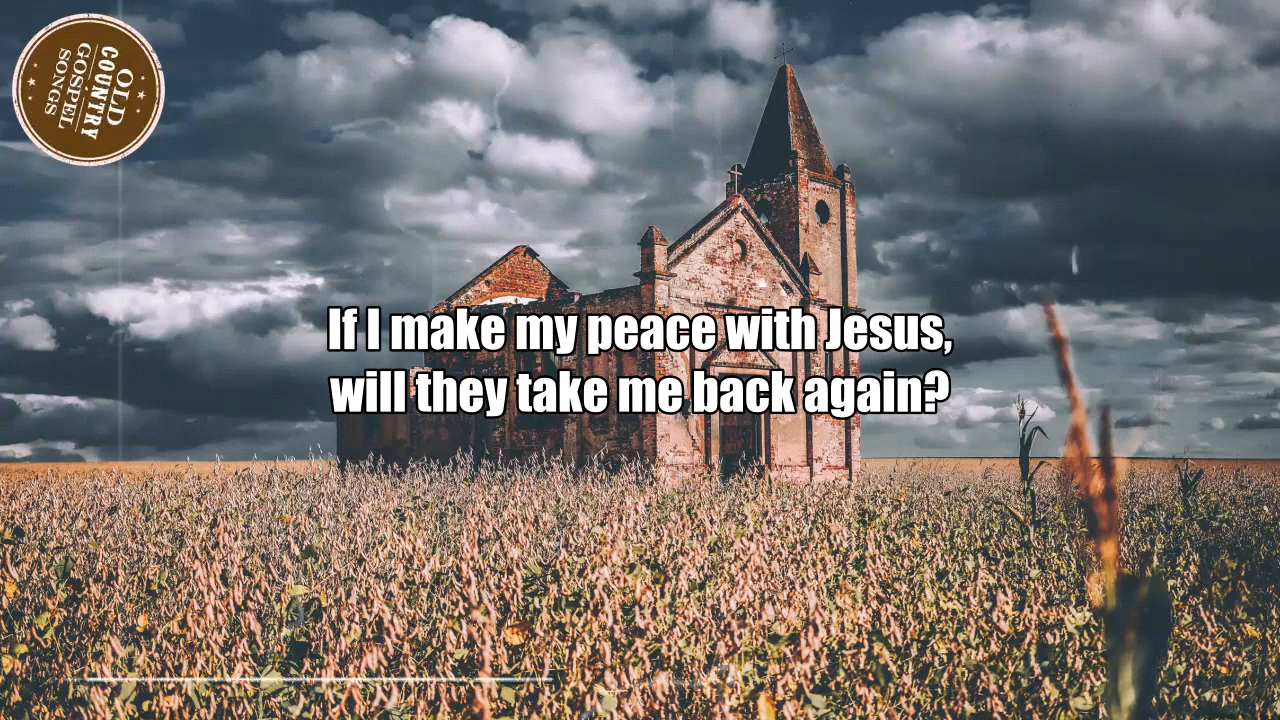 OLD
COUNTRY
GOSPEL
SONGS
If I make my peace with Jesus,
will they take me back again?